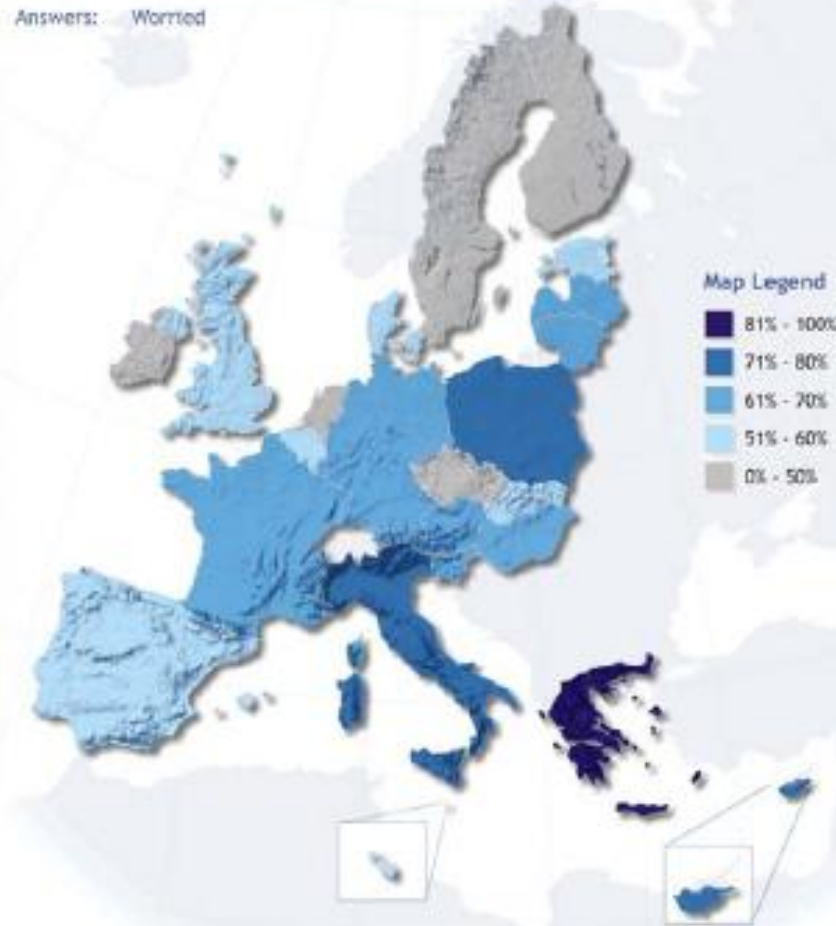 Answers: Worried
Map Legend
81% - 100%
71% - 80%
61% - 70%
51% - 60%
0% - 50%